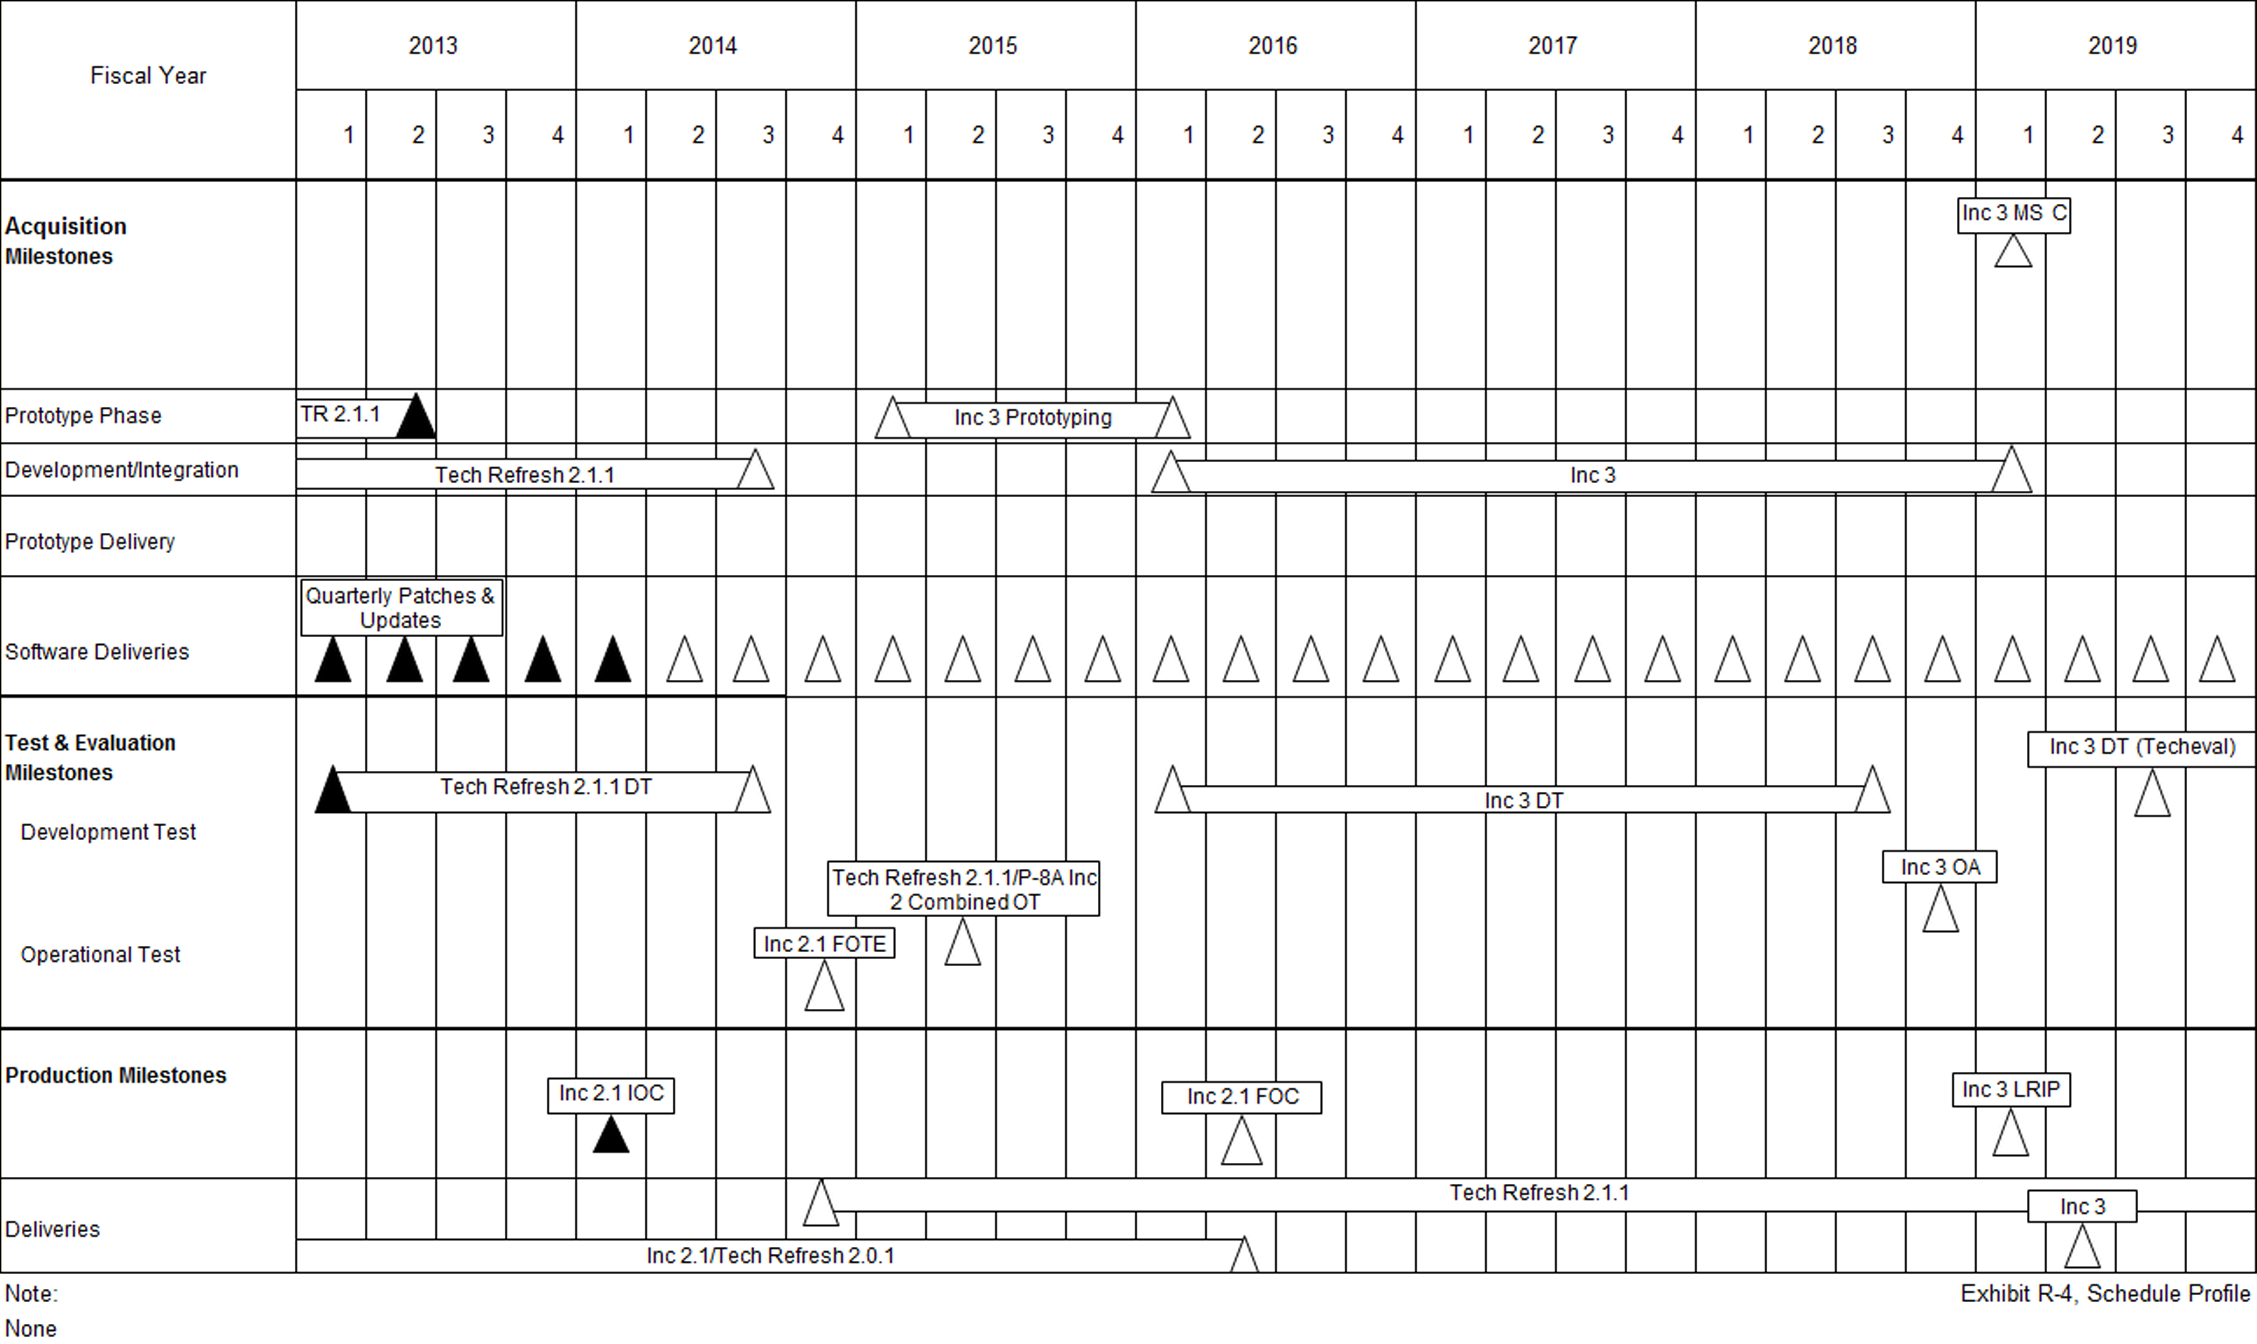 Fiscal Year
2013 2014 2015 2016 2017 2018 2019
1 2 3 4 1 2 3 4 1 2 3 4 1 2 3 4 1 2 3 4 1 2 3 4 1 2 3 4
Acquisition
Milestones
Inc 3 MS C
Prototype Phase
TR 2.1.1
Inc 3 Prototyping
Development/Integration
Tech Refresh 2.1.1
Inc 3
Prototype Delivery
Quarterly Patches &
Updates
Software Deliveries
Test & Evaluation
Milestones
Inc 3 DT (Techeval)
Tech Refresh 2.1.1 DT
Inc 3 DT
Development Test
Tech Refresh 2.1.1/P-8A Inc
2 Combined OT
Inc 3 OA
Inc 2.1 FOTE
Operational Test
Production Milestones
Inc 2.1 IOC
Inc 2.1 FOC
Inc 3 LRIP
Tech Refresh 2.1.1
Inc 3
Deliveries
Inc 2.1/Tech Refresh 2.0.1
Note:
Exhibit R-4, Schedule Profile
None